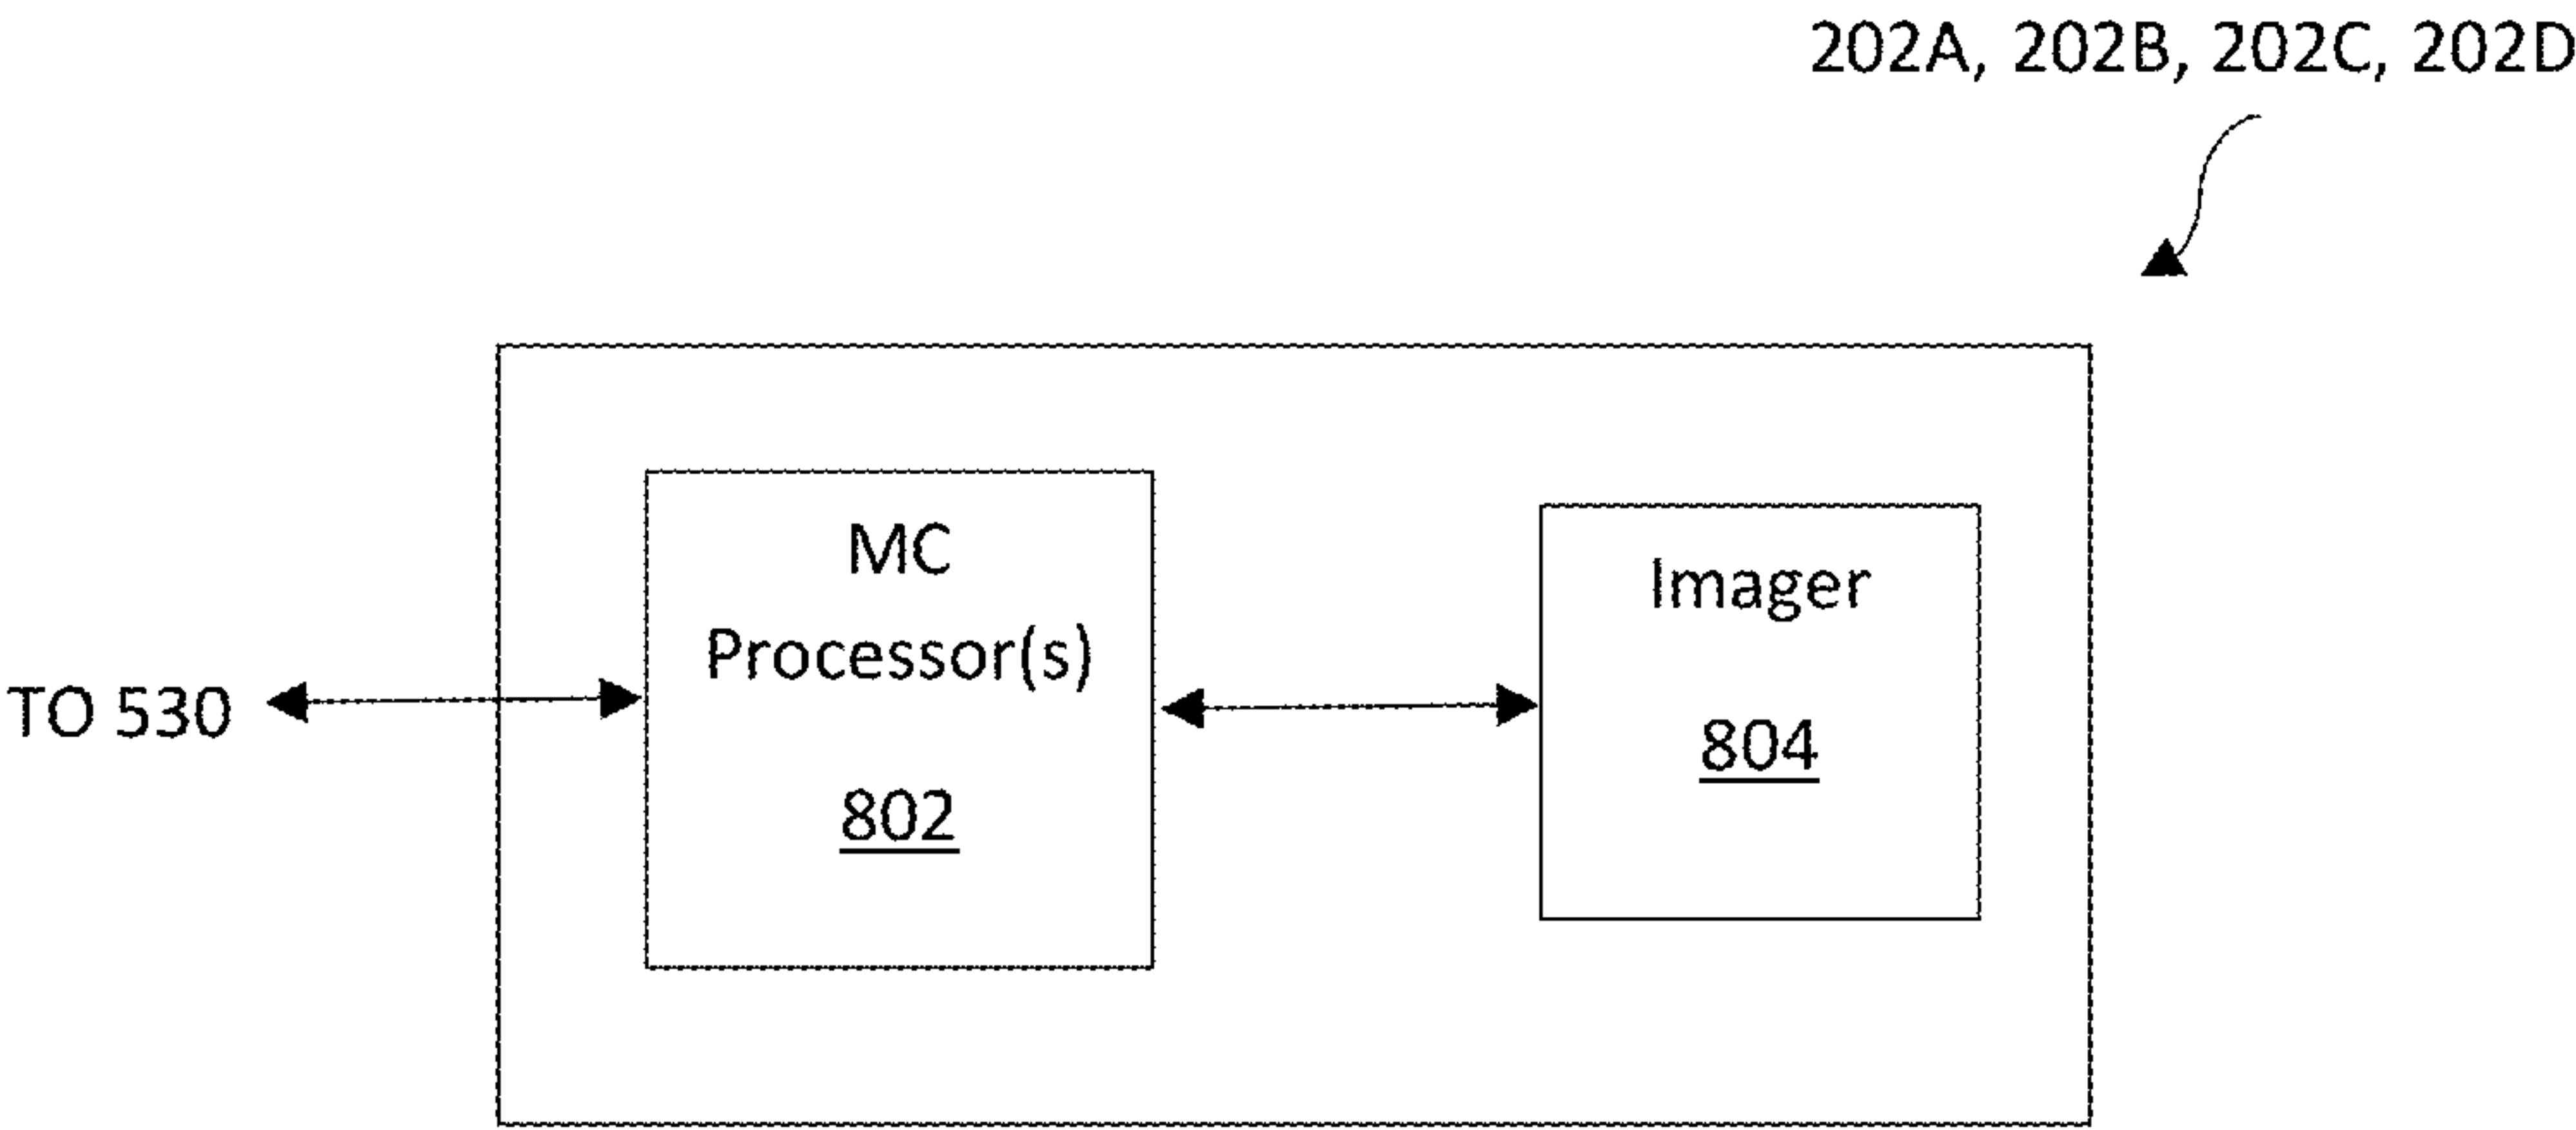 202A, 202B, 202C, 202D
MC
Processor(s)
802
Imager
804
TO 530